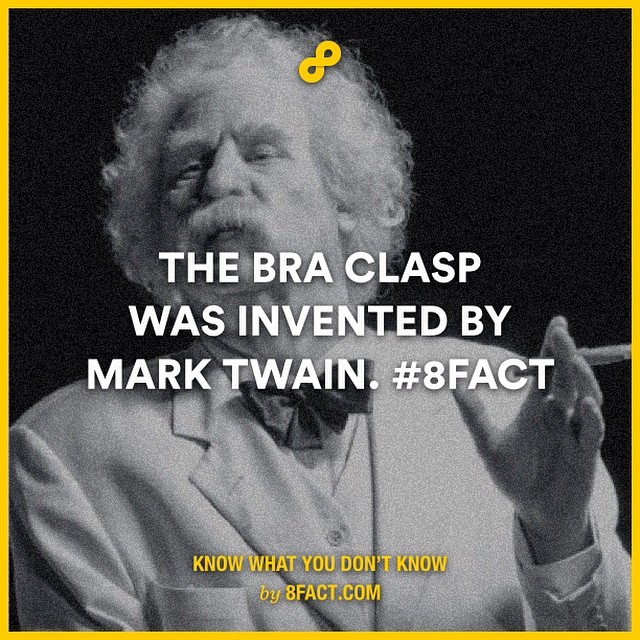 THE BRA CLASP
WAS INVENTED BY
MARK TWAIN. #8FACT
KNOW WHAT YOU DON'T KNOW
by 8FACT.COM